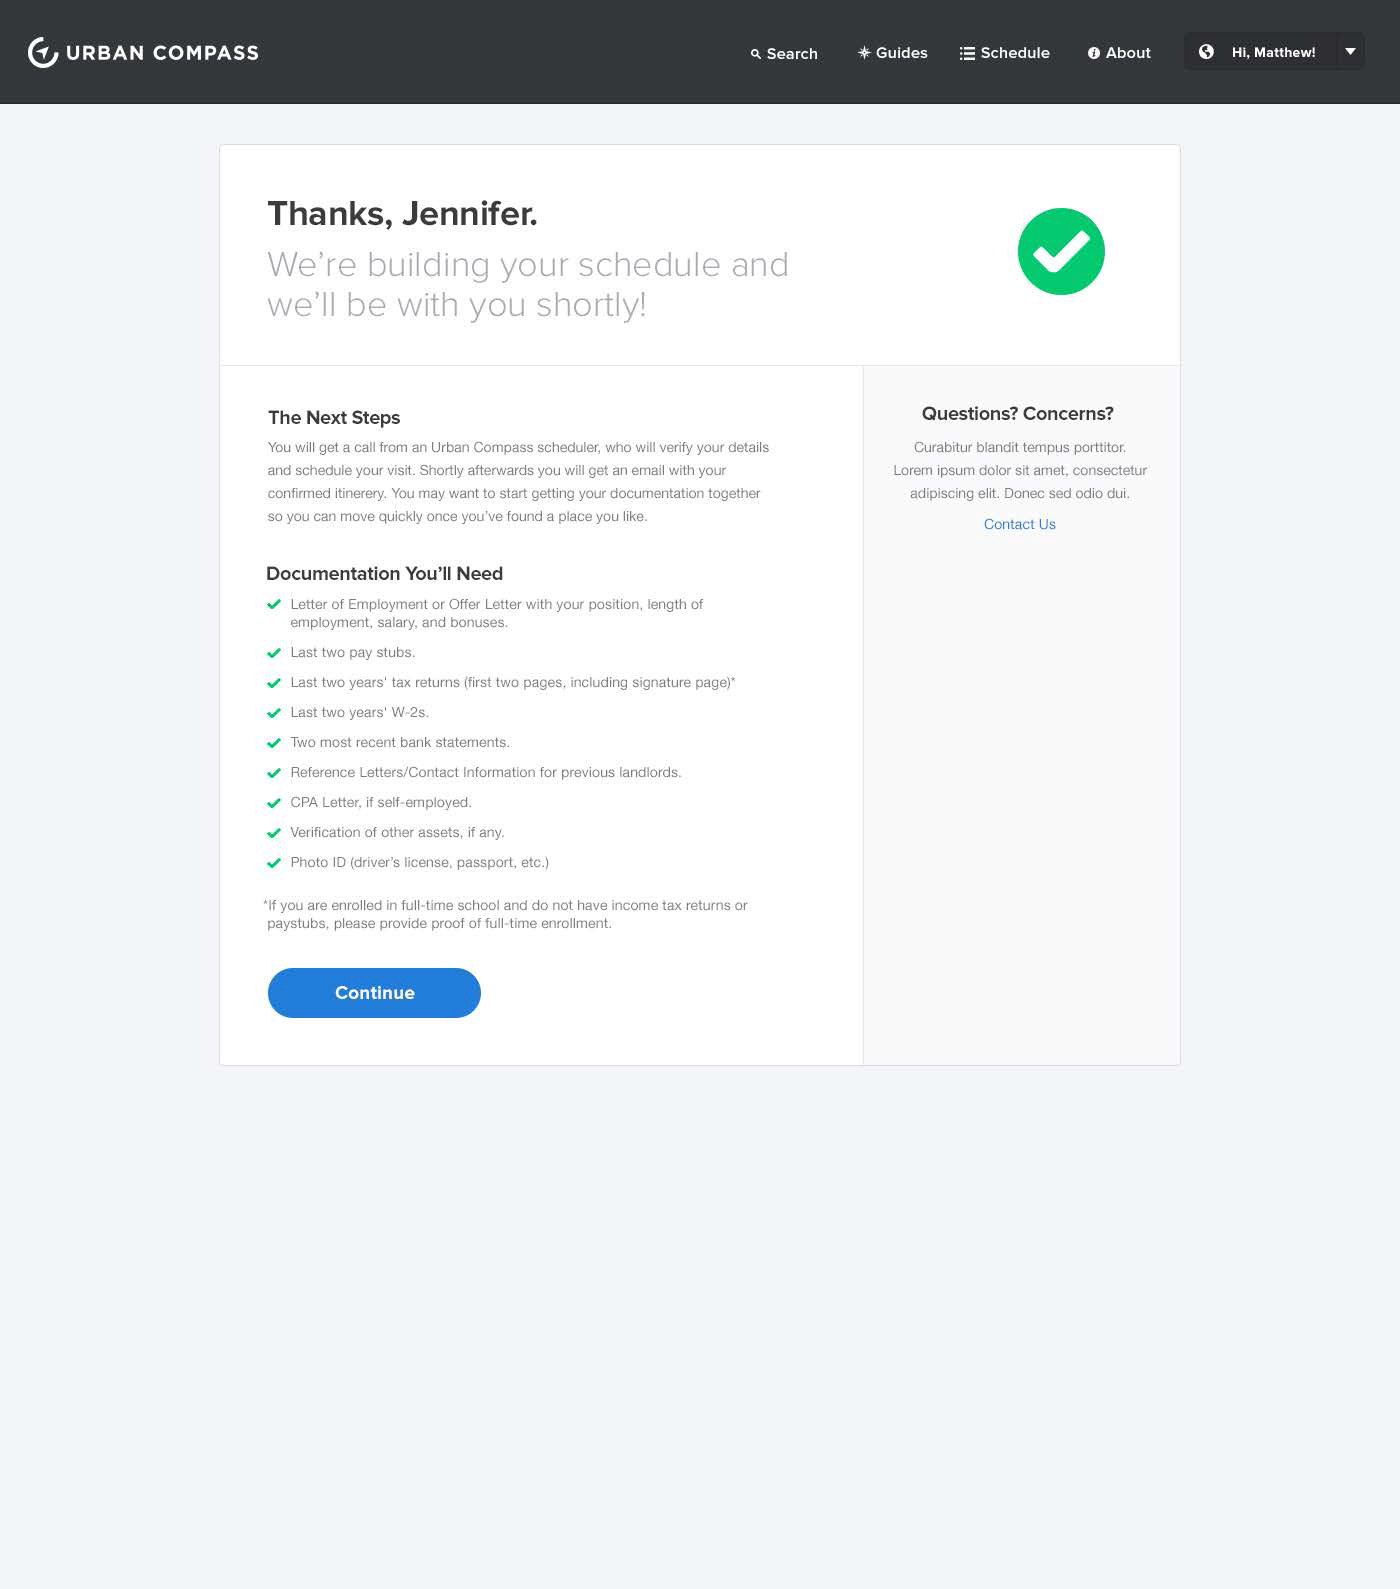 URBAN COMPASS
Search
Guides
Schedule
About
Hi, Matthew!
Thanks, Jennifer.
We’re building your schedule and
we’ll be with you shortly!
The Next Steps
You will get a call from an Urban Compass scheduler, who will verify your details
and schedule your visit. Shortly afterwards you will get an email with your
confirmed itinerery. You may want to start getting your documentation together
so you can move quickly once you’ve found a place you like.
Documentation You’ll Need
Letter of Employment or Offer Letter with your position, length of
employment, salary, and bonuses.
Last two pay stubs.
Last two years' tax returns (first two pages, including signature page)*
Last two years' W-2s.
Two most recent bank statements.
Reference Letters/Contact Information for previous landlords.
CPA Letter, if self-employed.
Verification of other assets, if any.
Photo ID (driver’s license, passport, etc.)
*If you are enrolled in full-time school and do not have income tax returns or
paystubs, please provide proof of full-time enrollment.
Continue
Questions? Concerns?
Curabitur blandit tempus porttitor.
Lorem ipsum dolor sit amet, consectetur
adipiscing elit. Donec sed odio dui.
Contact Us